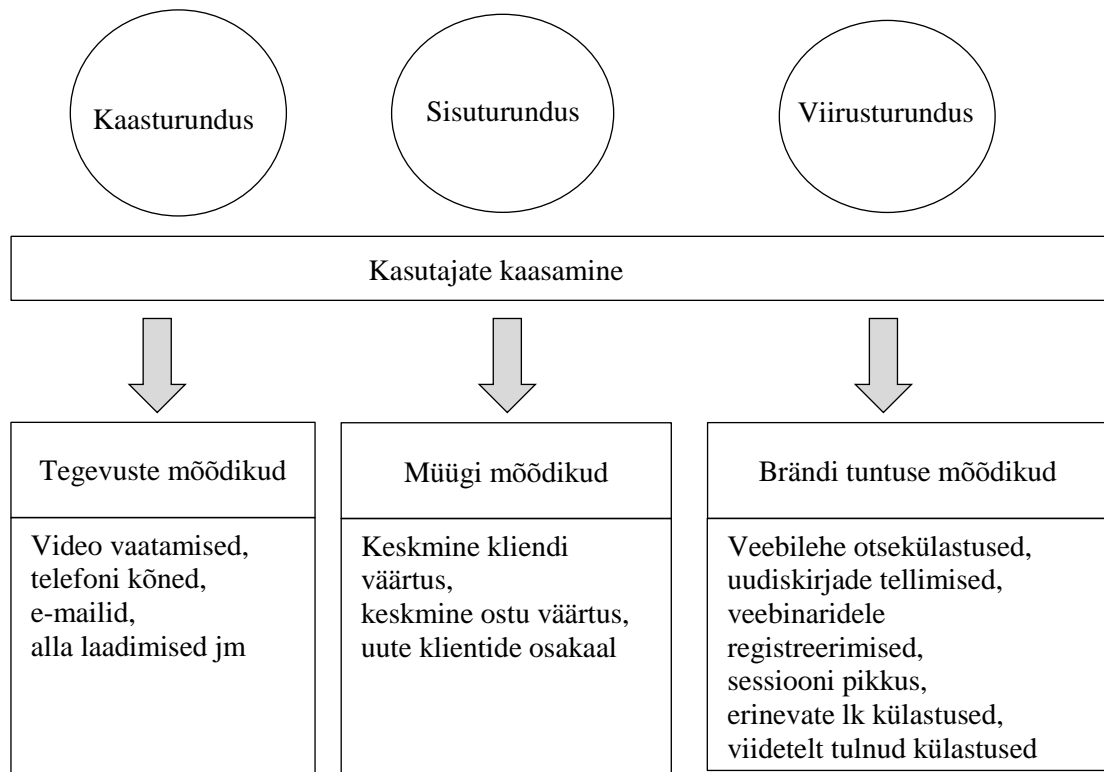 Kaasturundus
Sisuturundus
Viirusturundus
Kasutajate kaasamine
Tegevuste mõõdikud
Video vaatamised,
telefoni kõned,
e-mailid,
alla laadimised jm
Müügi mõõdikud
Keskmine kliendi
väärtus,
keskmine ostu väärtus,
uute klientide osakaal
Brändi tuntuse mõõdikud
Veebilehe otsekülastused,
uudiskirjade tellimised,
veebinaridele
registreerimised,
sessiooni pikkus,
erinevate lk külastused,
viidetelt tulnud külastused